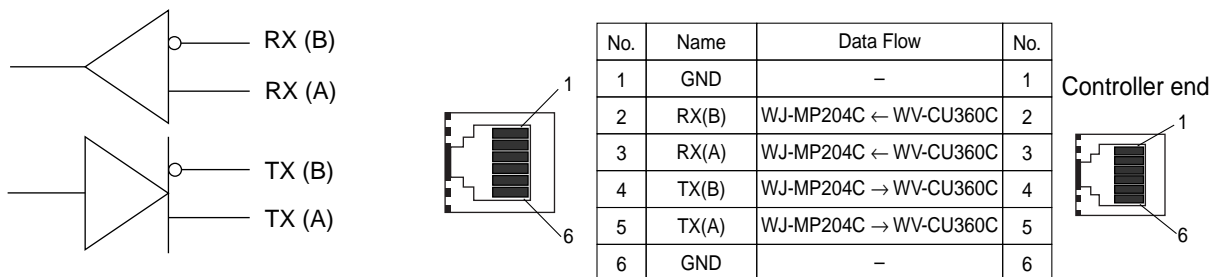 RX (B)
RX (A)
TX (B)
TX (A)
1
6
No. Name Data Flow No.
1 GND – 1
2 RX(B) WJ-MP204C ← WV-CU360C 2
3 RX(A) WJ-MP204C ← WV-CU360C 3
4 TX(B) WJ-MP204C → WV-CU360C 4
5 TX(A) WJ-MP204C → WV-CU360C 5
6 GND – 6
Controller end
1
6